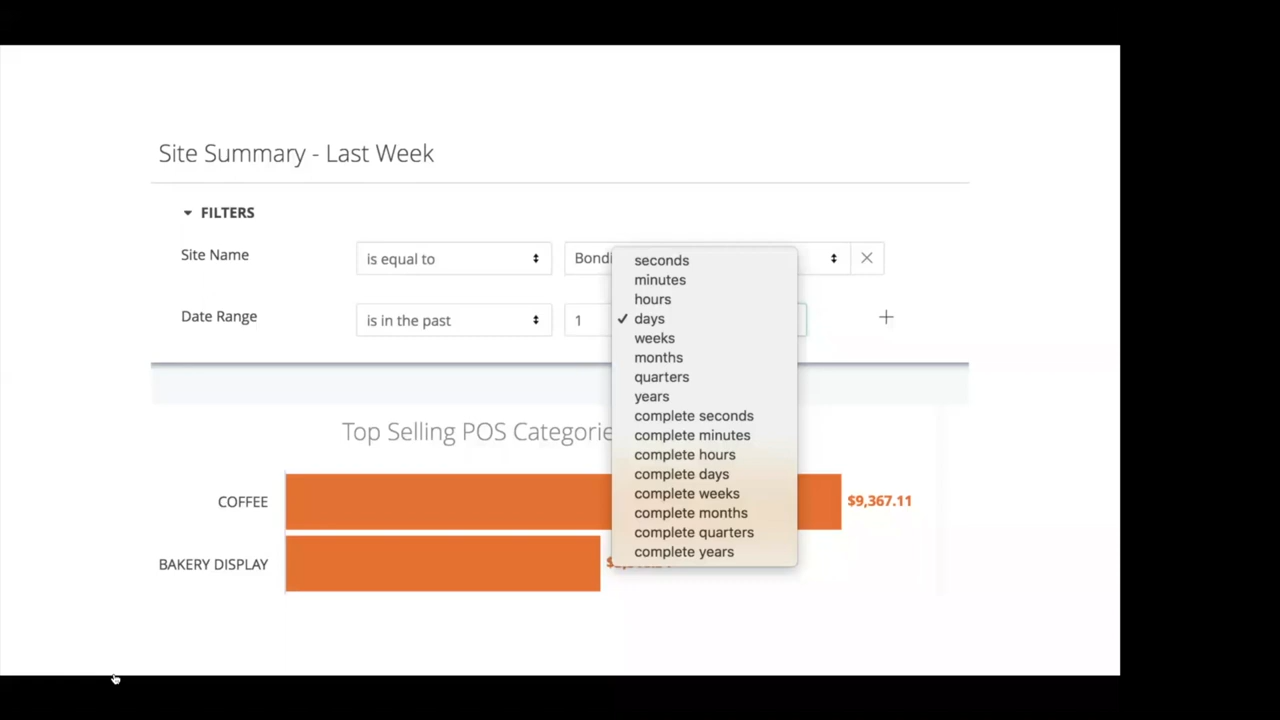 Site Summary - Last Week
FILTERS
Site Name
is equal to
Bondi
Date Range
is in the past
1
seconds
minutes
hours
✓ days
weeks
months
quarters
years
complete seconds
complete minutes
complete hours
complete days
complete weeks
complete months
complete quarters
complete years
Top Selling POS Categorie
COFFEE
$9,367.11
BAKERY DISPLAY